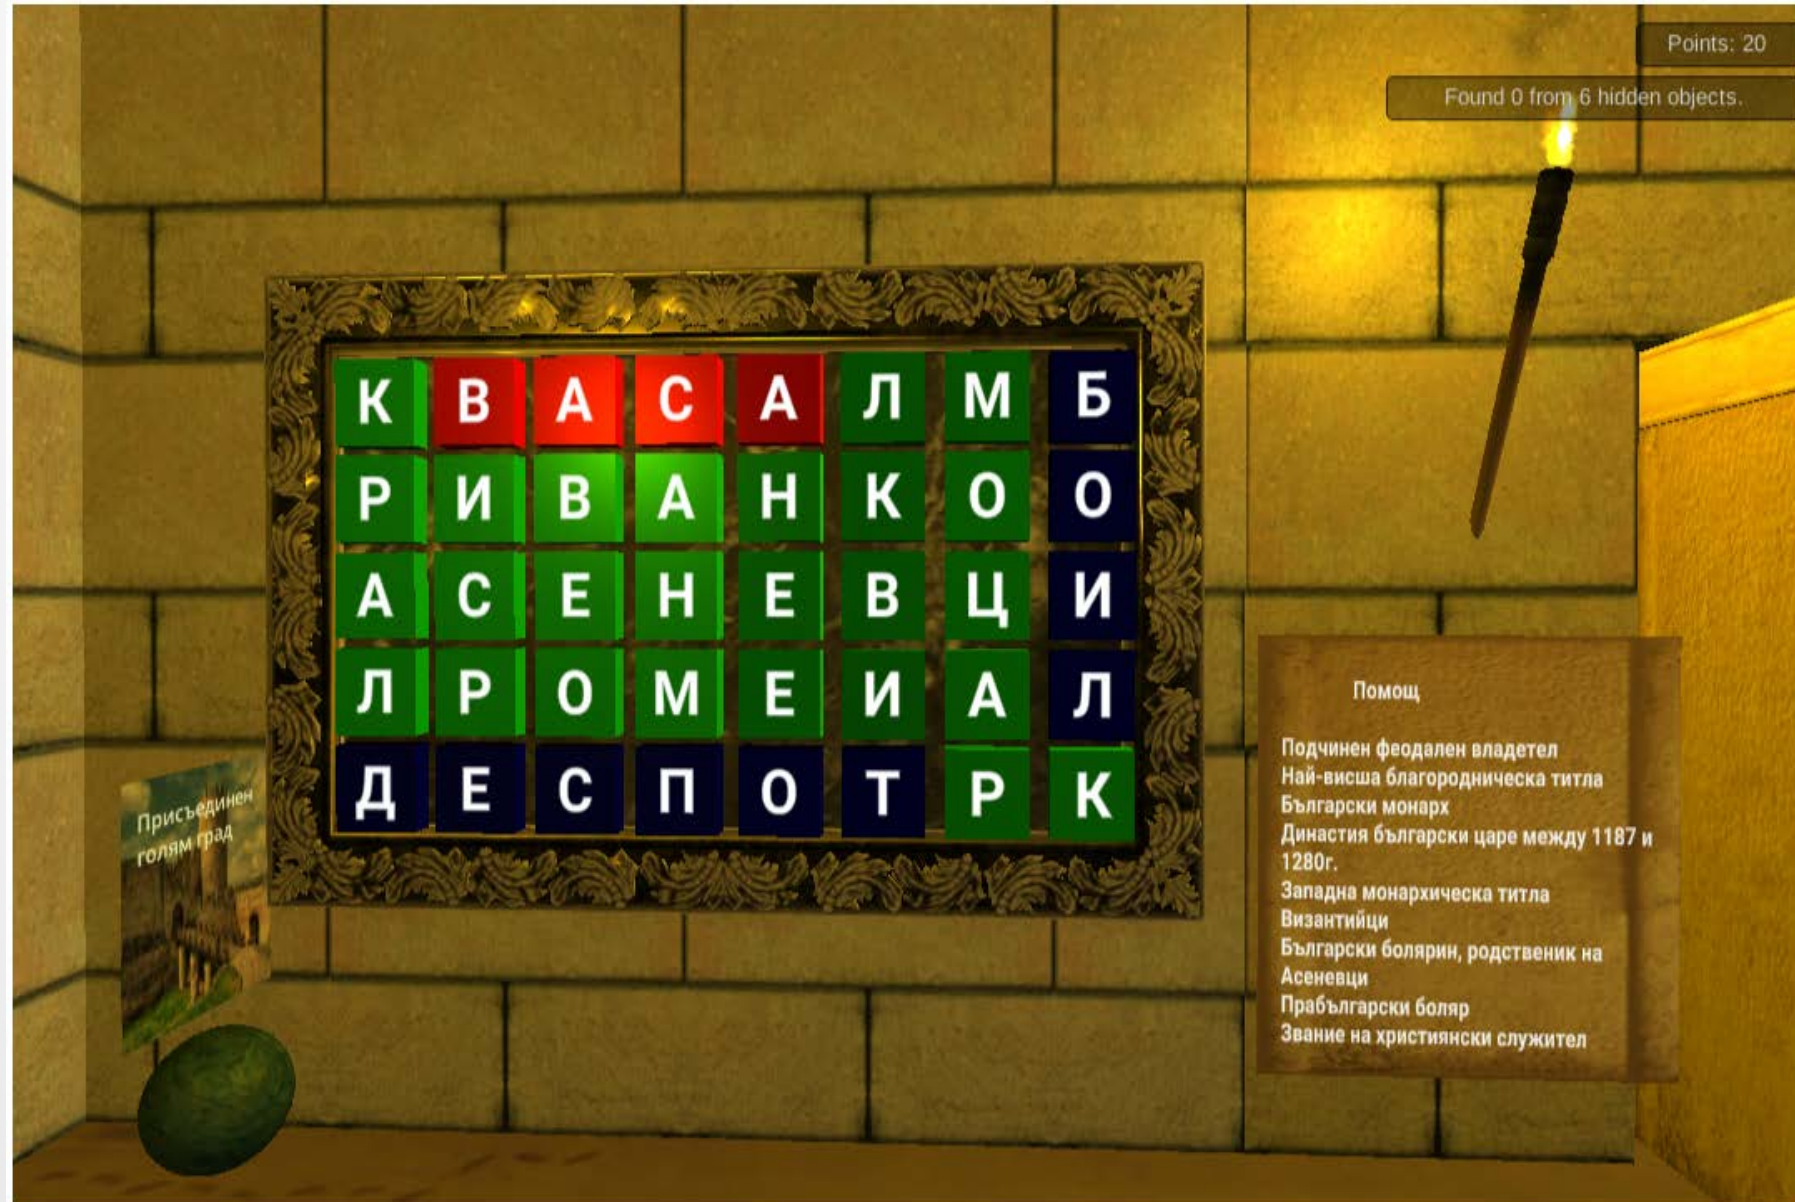 Points: 20
Found 0 from 6 hidden objects.
К В А С А Л М Б
Р И В А Н К О О
А С Е Н Е В Ц И
Л Р О М Е И А Л
Д Е С П О Т Р К
Помощ
Подчинен феодален владетел
Най-висша благородническа титла
Български монарх
Династия български царе между 1187 и
1280г.
Западна монархическа титла
Византийци
Български болярин, родственик на
Асеневци
Прабългарски боляр
Звание на християнски служител
Присъединен
голям град